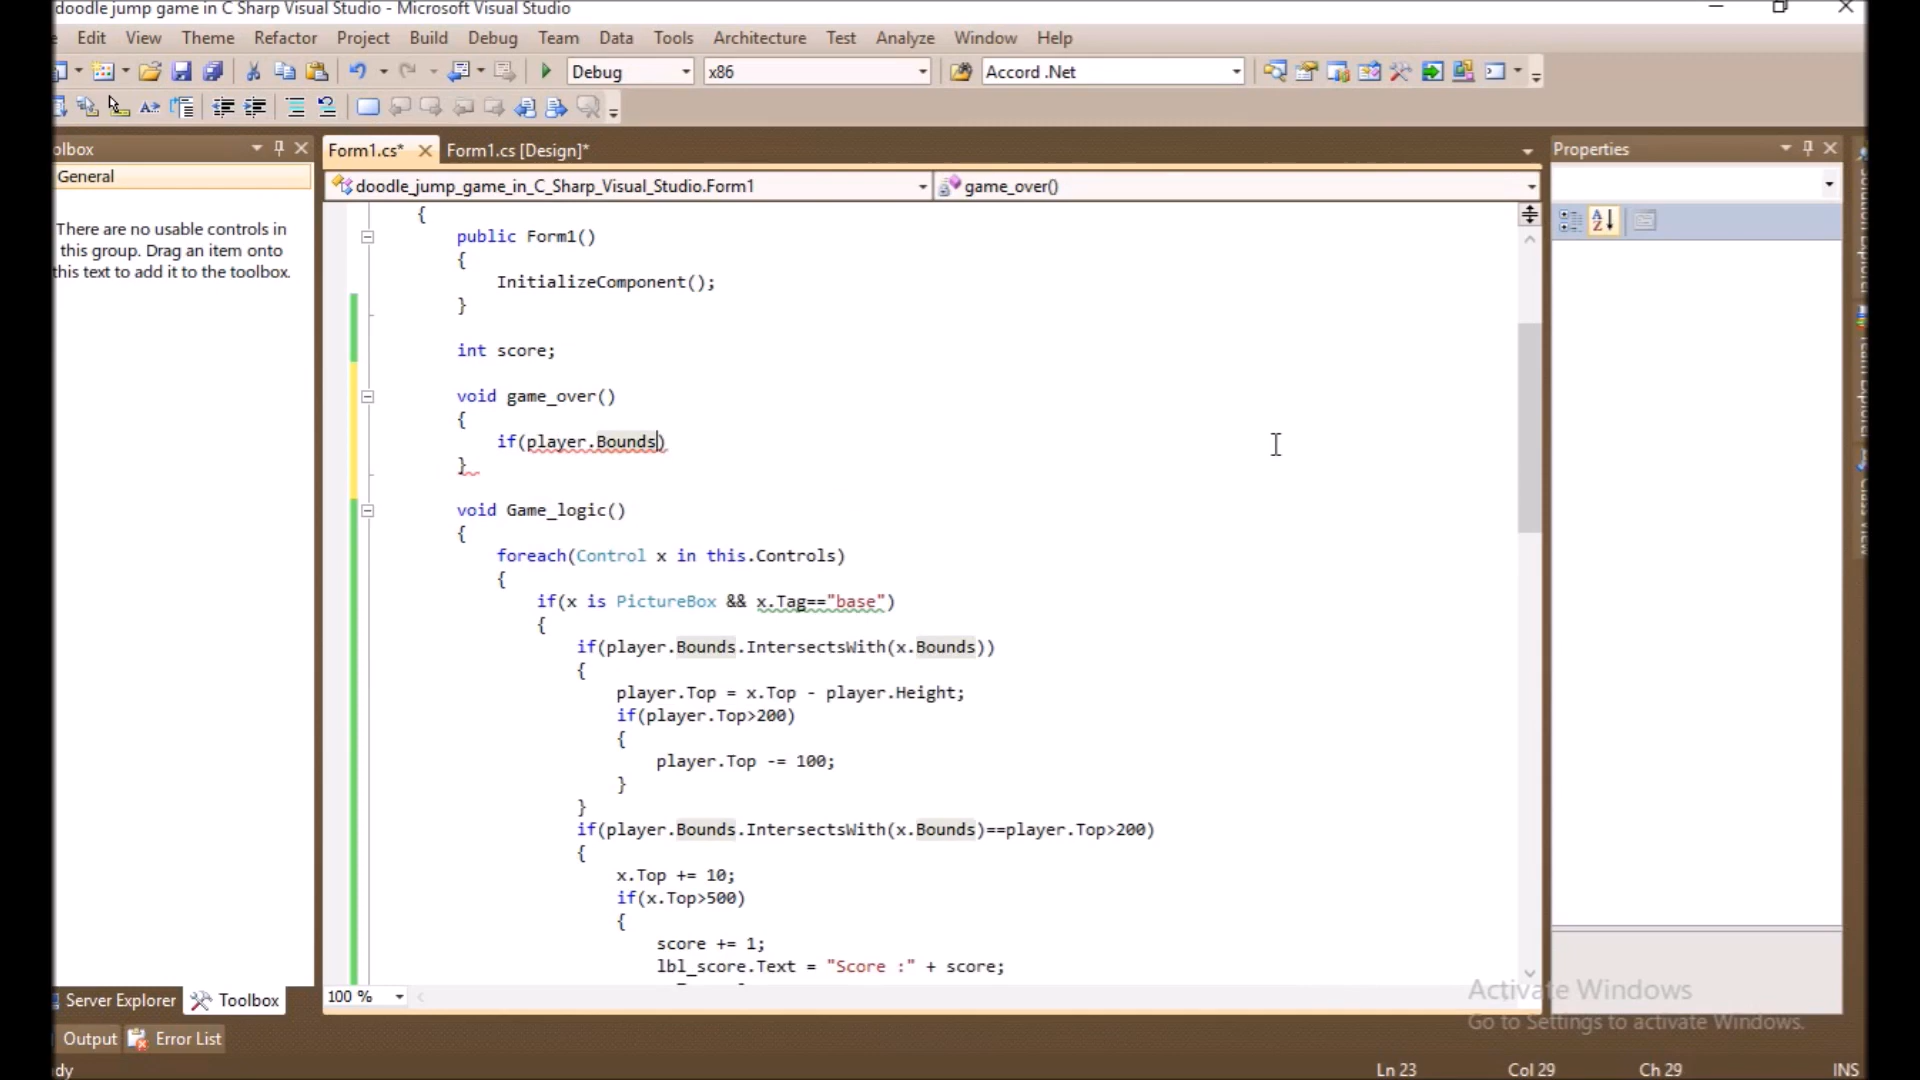 doodle jump game in C Sharp Visual Studio - Microsoft Visual Studio
Edit View Theme Refactor Project Build Debug Team Data Tools Architecture Test Analyze Window Help
Debug x86 Accord .Net
olbox
General
There are no usable controls in
this group. Drag an item onto
this text to add it to the toolbox.
Form1.cs* Form1.cs [Design]*
doodle_jump_game_in_C_Sharp_Visual_Studio.Form1 game_over()
{
public Form1()
{
InitializeComponent();
}
int score;
void game_over()
{
if(player.Bounds)
}
void Game_logic()
{
foreach(Control x in this.Controls)
{
if(x is PictureBox && x.Tag=="base")
{
if(player.Bounds.IntersectsWith(x.Bounds))
{
player.Top = x.Top - player.Height;
if(player.Top>200)
{
player.Top -= 100;
}
}
if(player.Bounds.IntersectsWith(x.Bounds)==player.Top>200)
{
x.Top += 10;
if(x.Top>500)
{
score += 1;
lbl_score.Text = "Score :" + score;
100 %
Properties
Server Explorer Toolbox
Output Error List
Activate Windows
Go to Settings to activate Windows.
dy Ln 23 Col 29 Ch 29 INS